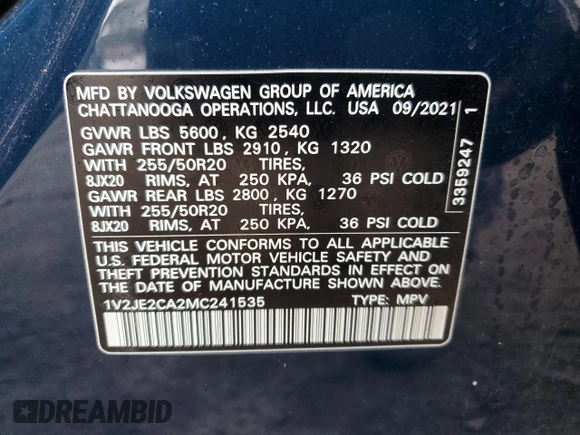 MFD BY VOLKSWAGEN GROUP OF AMERICA
CHATTANOOGA OPERATIONS, LLC. USA 09/2021
GVWR LBS 5600, KG 2540
GAWR FRONT LBS 2910, KG 1320
WITH 255/50R20 TIRES,
8JX20 RIMS, AT 250 KPA, 36 PSI COLD
GAWR REAR LBS 2800, KG 1270
WITH 255/50R20 TIRES,
8JX20 RIMS, AT 250 KPA, 36 PSI COLD
THIS VEHICLE CONFORMS TO ALL APPLICABLE
U.S. FEDERAL MOTOR VEHICLE SAFETY AND
THEFT PREVENTION STANDARDS IN EFFECT ON
THE DATE OF MANUFACTURE SHOWN ABOVE.
1V2JE2CA2MC241535 TYPE: MPV
3359247 1
DREAMBID